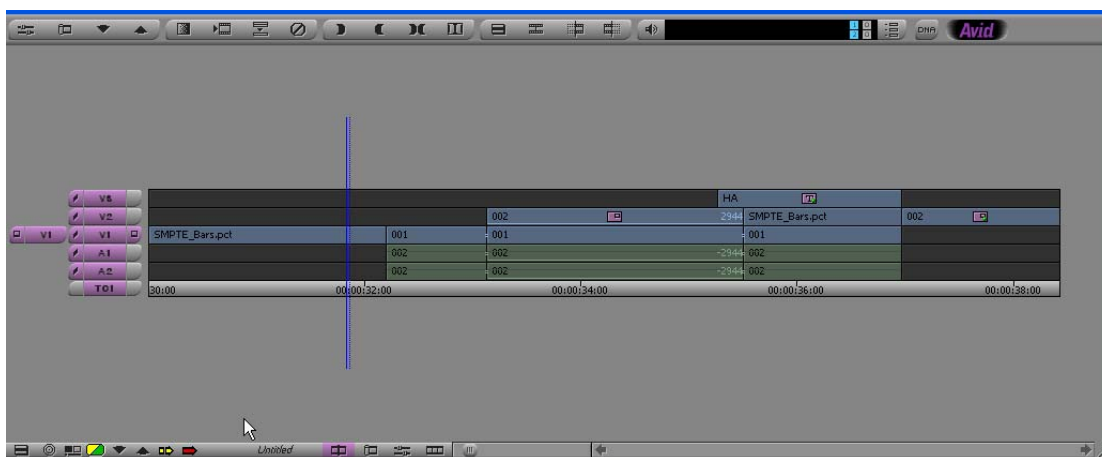 DNA Avid
V3 HA T
V2 002 2944 SMPTE_Bars.pct 002
V1 V1 SMPTE_Bars.pct 001 001 001
A1 002 002 -2944 002
A2 002 002 -2944 002
TC1 30:00 00:00:32:00 00:00:34:00 00:00:36:00 00:00:38:00
Untitled